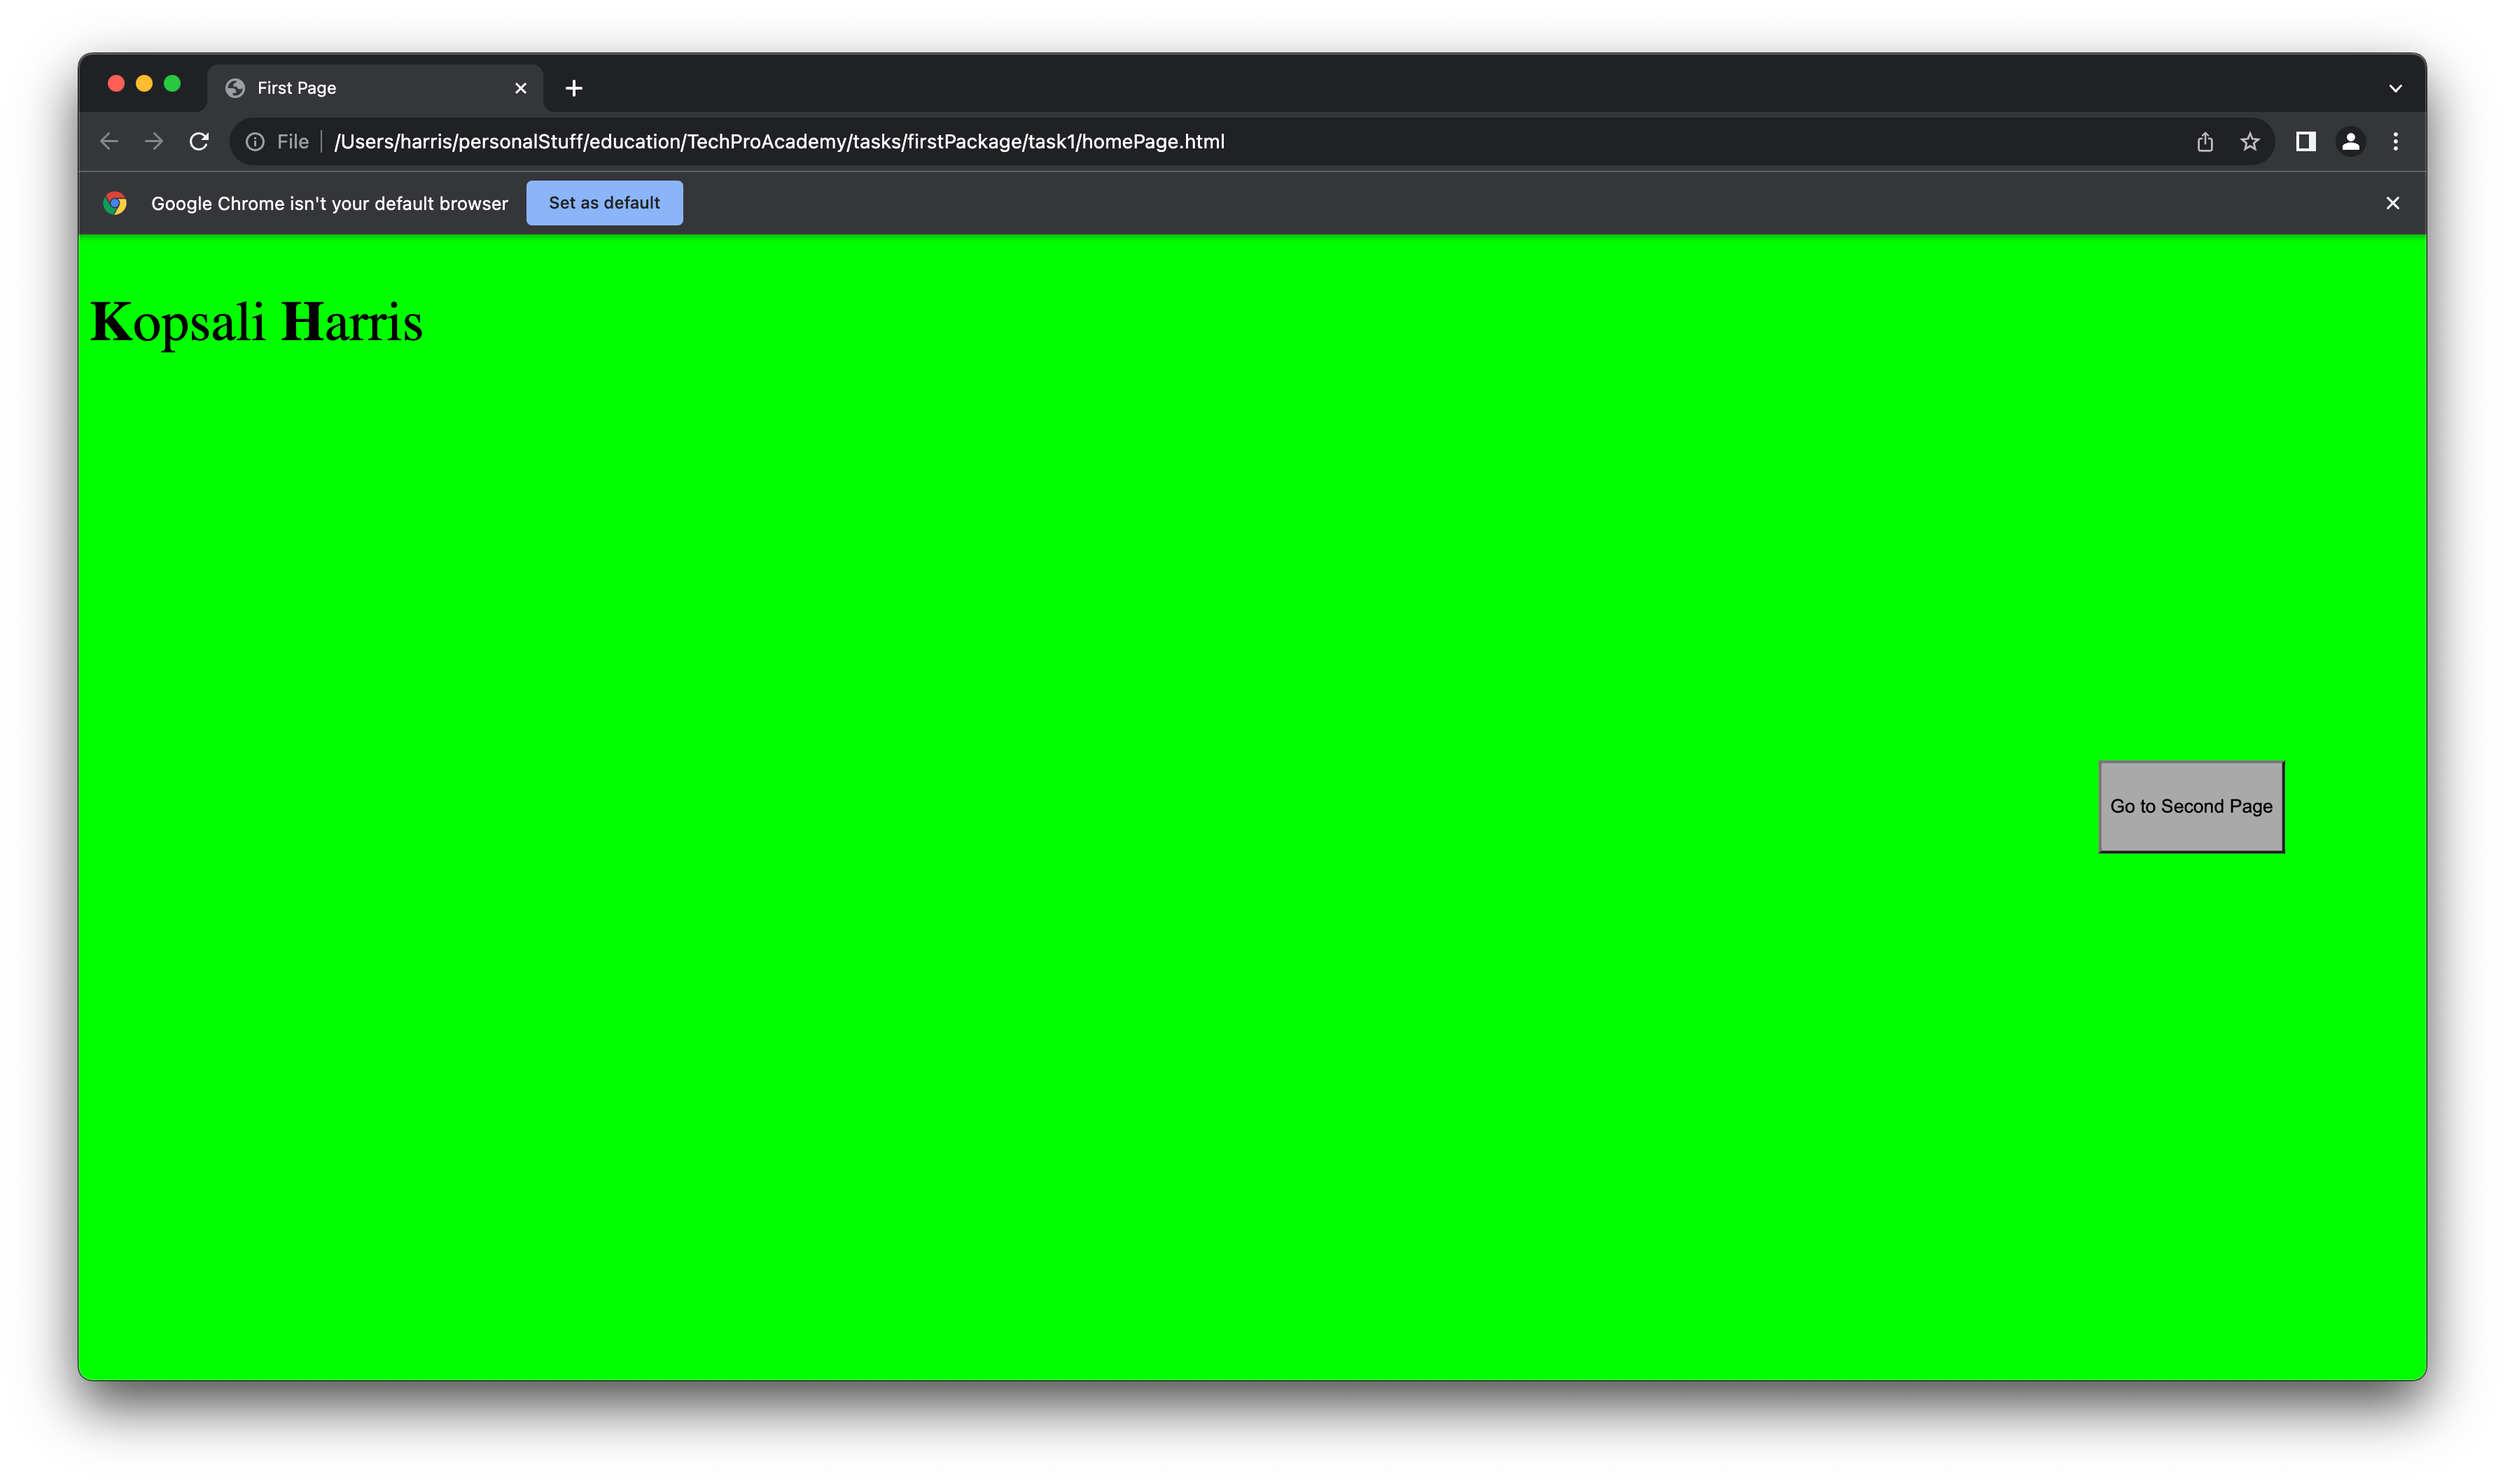 First Page
File /Users/harris/personalStuff/education/TechProAcademy/tasks/firstPackage/task1/homePage.html
Google Chrome isn't your default browser Set as default
Kopsali Harris
Go to Second Page